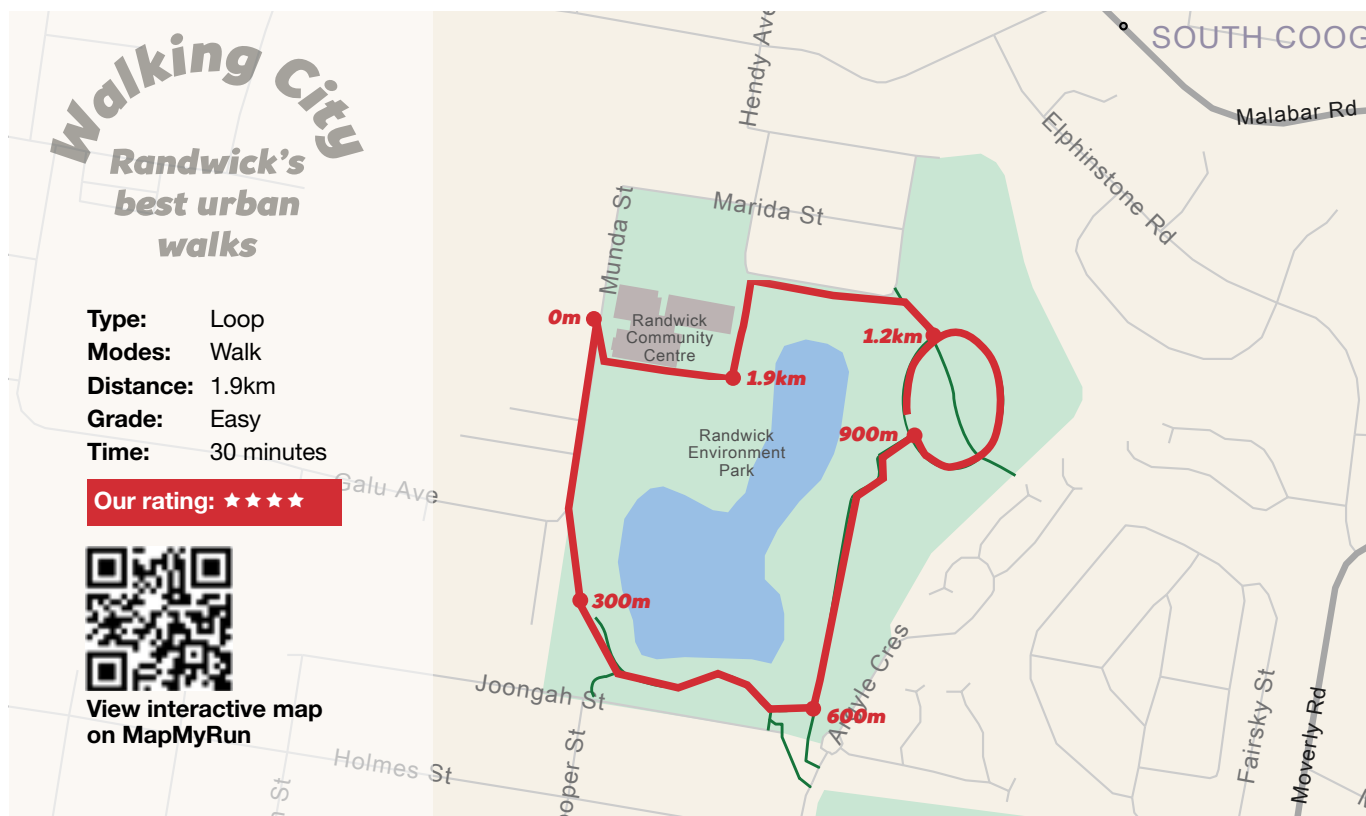 Walking City
Randwick's
best urban
walks
Type: Loop
Modes: Walk
Distance: 1.9km
Grade: Easy
Time: 30 minutes
Our rating: ★★★★
View interactive map
on MapMyRun
SOUTH COOG
Malabar Rd
Hendy Ave
Elphinstone Rd
Marida St
Munda St
0m
Randwick
Community
Centre
1.2km
1.9km
900m
Randwick
Environment
Park
Galu Ave
300m
Joongah St
600m
Argyle Cres
Holmes St
ooper St
St
Fairsky St
Moverly Rd